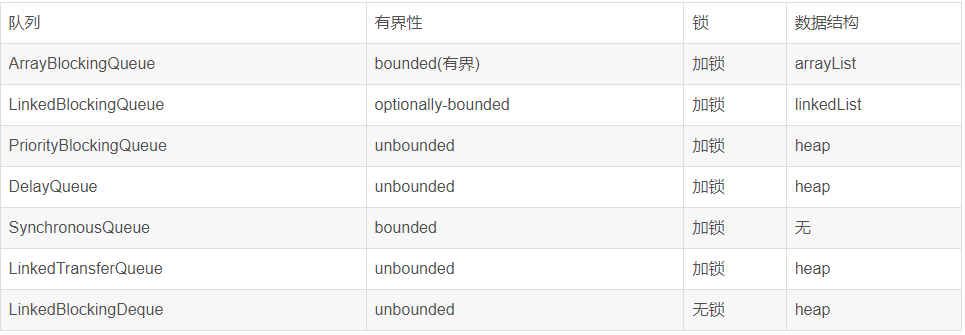 队列 有界性 锁 数据结构
ArrayBlockingQueue bounded(有界) 加锁 arrayList
LinkedBlockingQueue optionally-bounded 加锁 linkedList
PriorityBlockingQueue unbounded 加锁 heap
DelayQueue unbounded 加锁 heap
SynchronousQueue bounded 加锁 无
LinkedTransferQueue unbounded 加锁 heap
LinkedBlockingDeque unbounded 无锁 heap